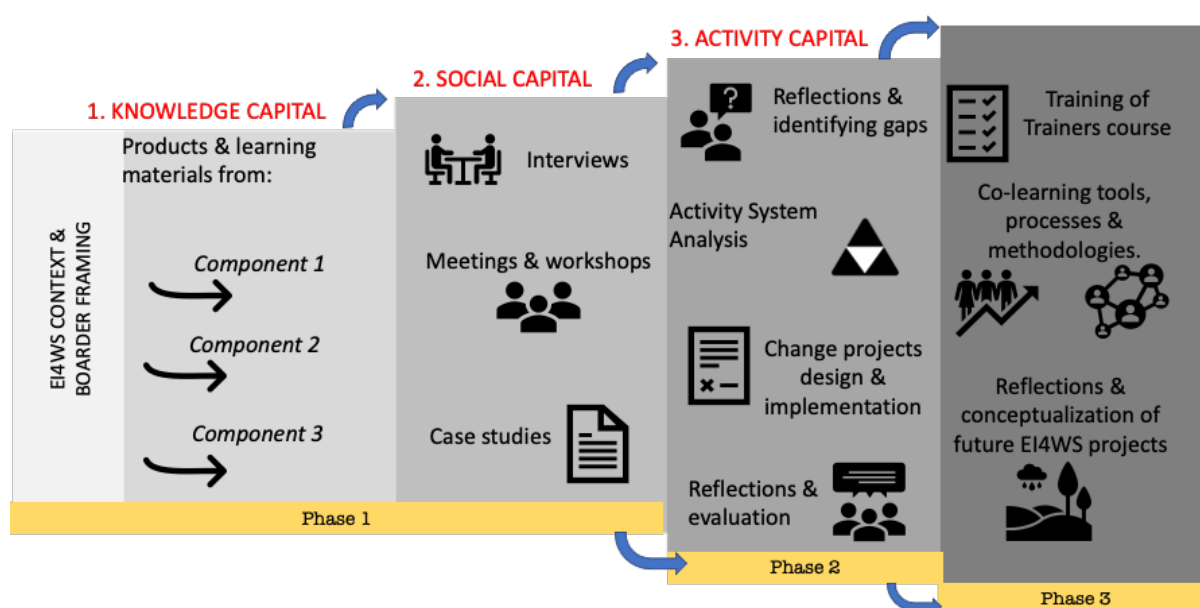 EI4WS CONTEXT &
BOARDER FRAMING
1. KNOWLEDGE CAPITAL
Products & learning
materials from:
Component 1
Component 2
Component 3
2. SOCIAL CAPITAL
Interviews
Meetings & workshops
Case studies
Phase 1
3. ACTIVITY CAPITAL
?
Reflections &
identifying gaps
Activity System
Analysis
Change projects
design &
implementation
Reflections &
evaluation
Phase 2
Training of
Trainers course
Co-learning tools,
processes &
methodologies.
Reflections &
conceptualization of
future EI4WS projects
Phase 3